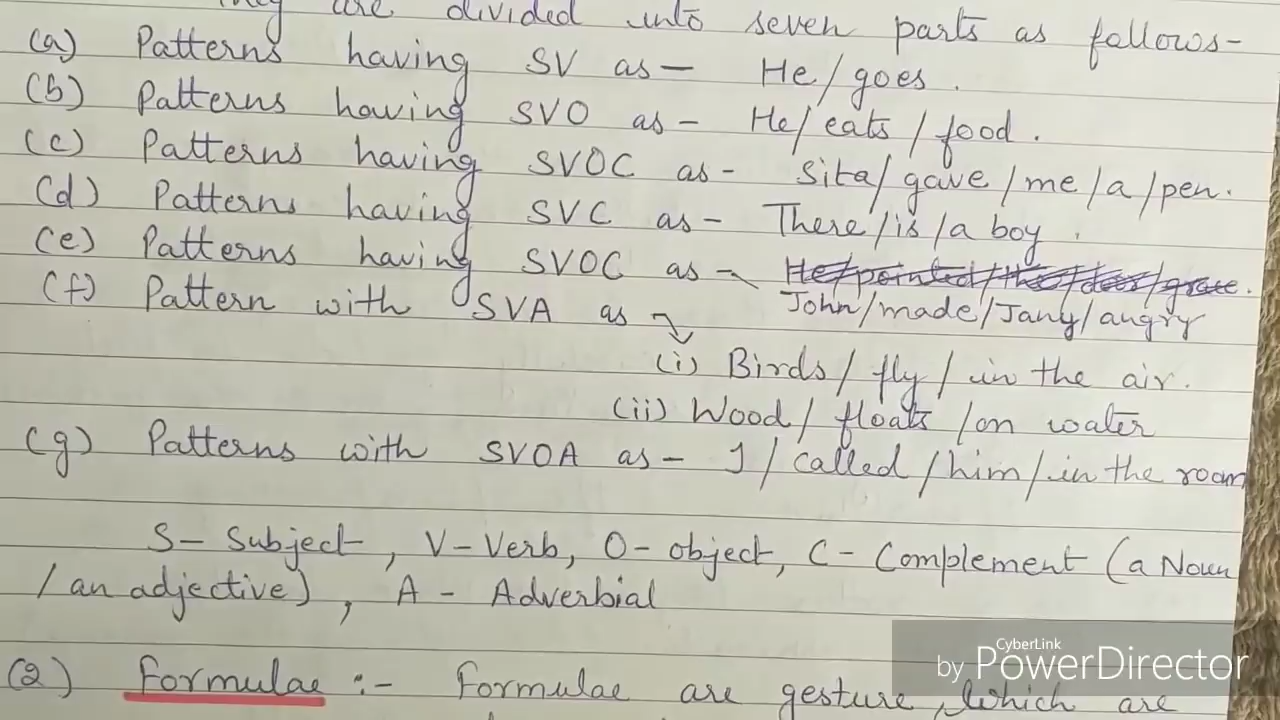 They are divided into seven parts as follows-
(a) Patterns having SV as- He/goes.
(b) Patterns having SVO as- He/eats/food.
(c) Patterns having SVOC as- Sita/gave/me/a/pen.
(d) Patterns having SVC as- There/is/a boy.
(e) Patterns having SVOC as-
John/made/Jany/angry
(f) Pattern with SVA as
(i) Birds/fly/in the air.
(ii) Wood/floats/on water
(g) Patterns with SVOA as- I/called/him/in the room
S- Subject, V-Verb, O-object, C- Complement (a Noun
/an adjective), A- Adverbial
(2) Formulae :- Formulae are gesture, which are
CyberLink
by PowerDirector